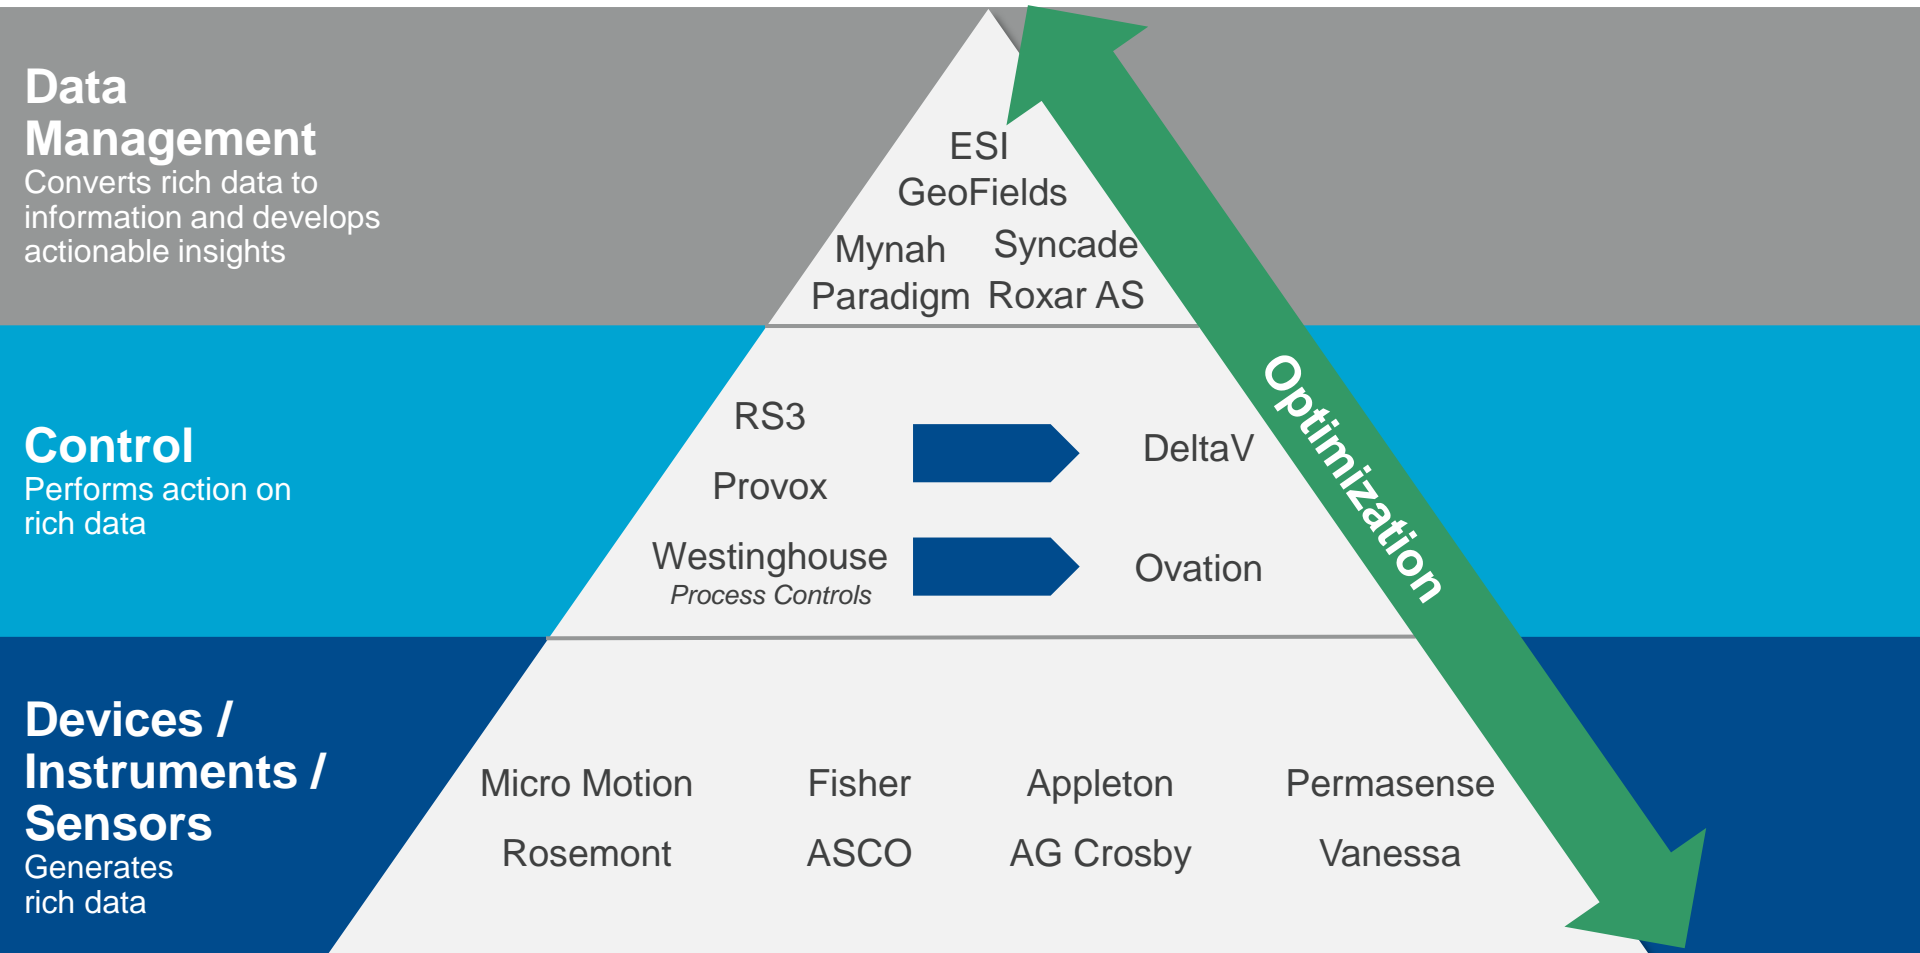 Data
Management
Converts rich data to
information and develops
actionable insights
ESI
GeoFields
Mynah
Syncade
Paradigm
Roxar AS
Control
Performs action on
rich data
RS3
Provox
Westinghouse
Process Controls
DeltaV
Ovation
Optimization
Devices /
Instruments /
Sensors
Generates
rich data
Micro Motion
Fisher
Appleton
Permasense
Rosemont
ASCO
AG Crosby
Vanessa